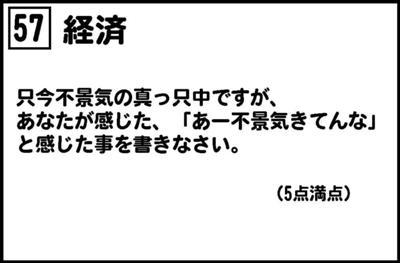 57 経済
只今不景気の真っ只中ですが、
あなたが感じた、「あー不景気きてんな」
と感じた事を書きなさい。
（5点満点）